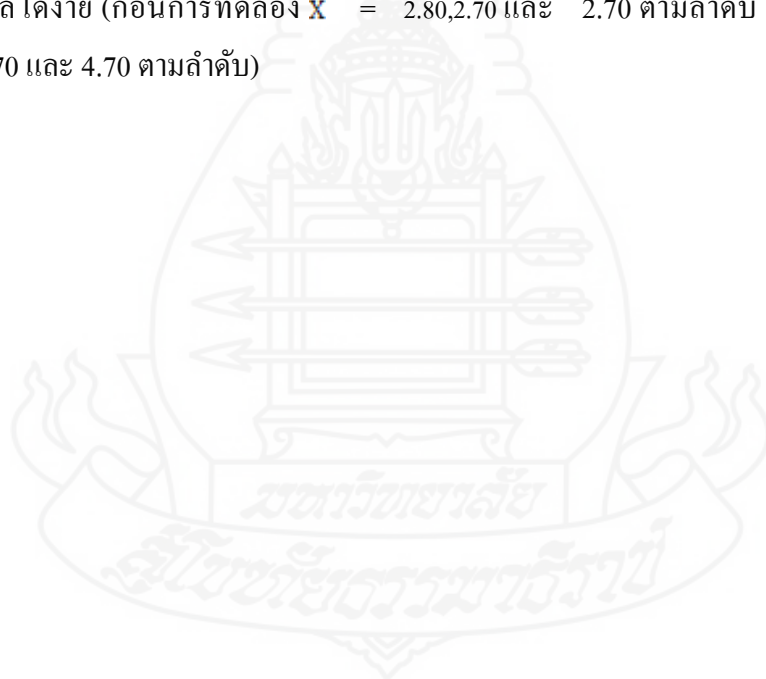 ได้ง่าย (ก่อนการทดลอง X = 2.80,2.70 และ 2.70 ตามลำดับ
70 และ 4.70 ตามลำดับ)
มหาวิทยาลัย
สุโขทัยธรรมาธิราช